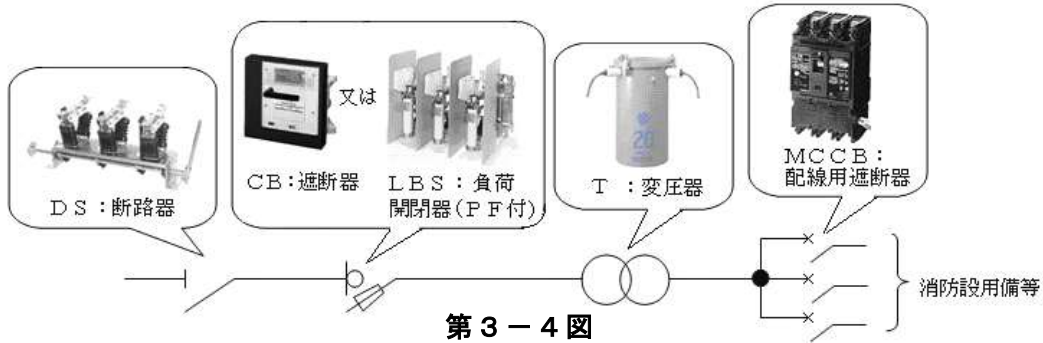 DS：断路器
又は
CB：遮断器
LBS：負荷
開閉器（PF付）
20
T ：変圧器
MCCB：
配線用遮断器
消防設用備等
第３－４図